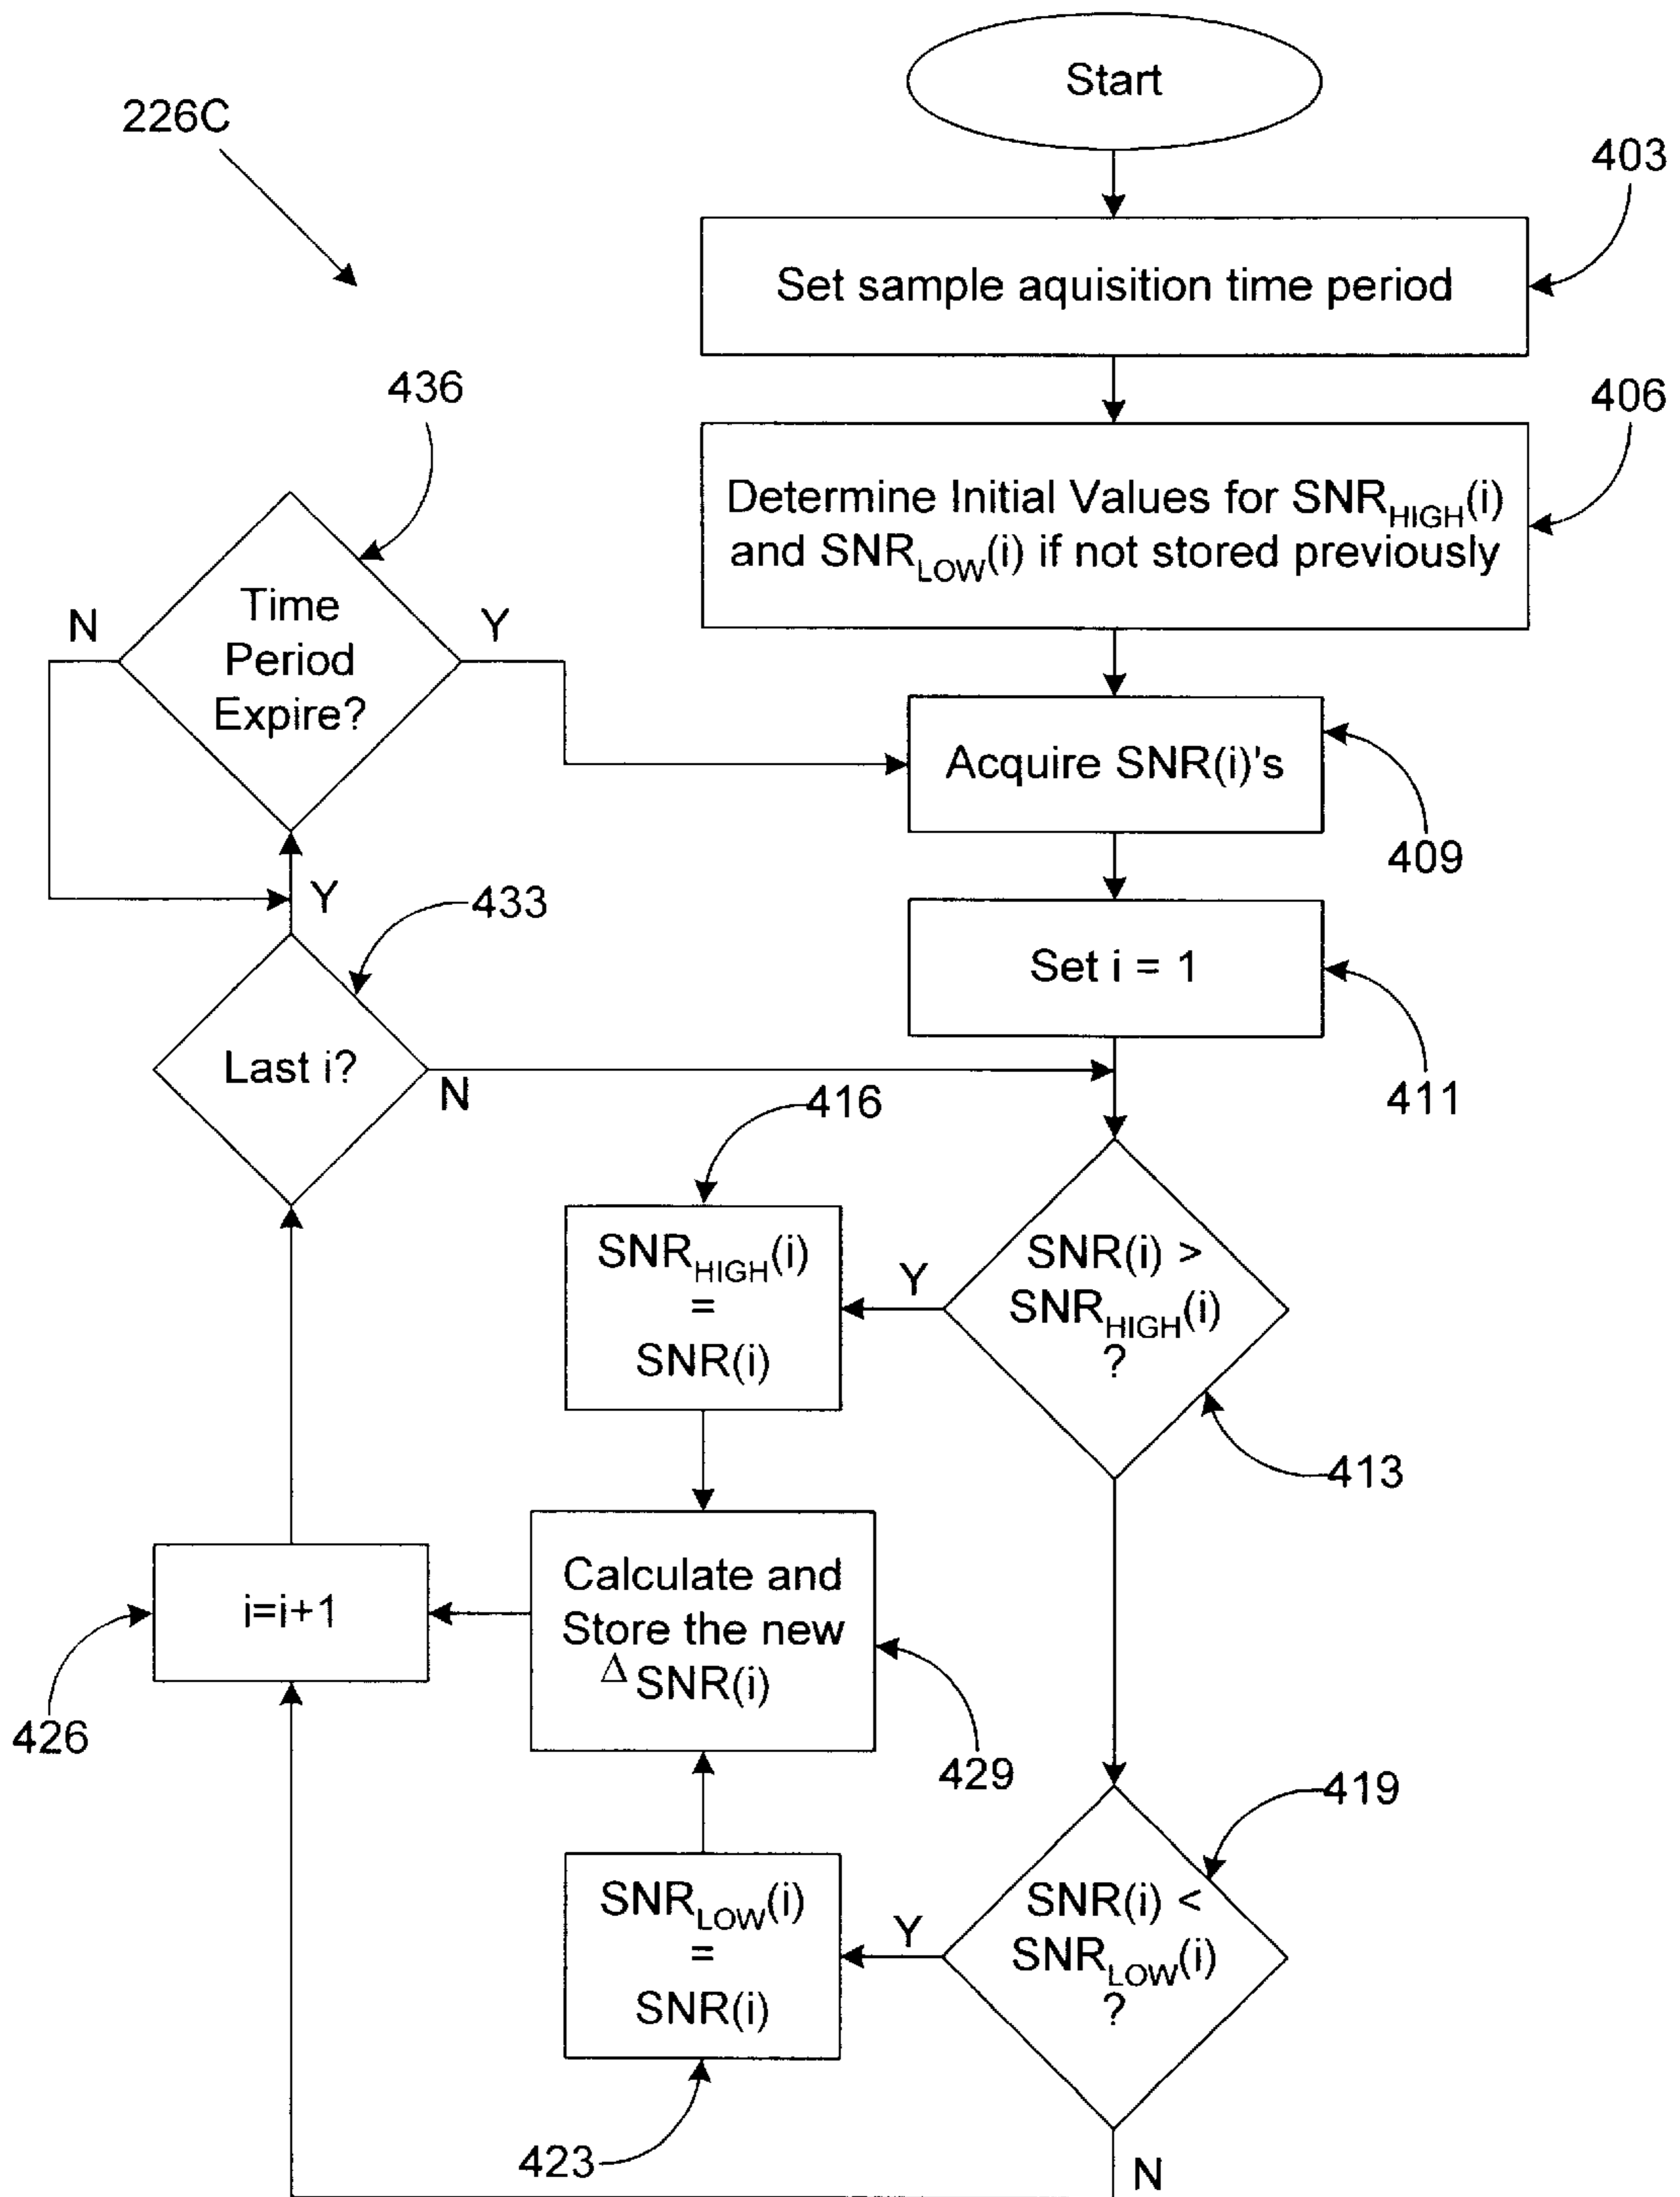 Start
226C
403
Set sample aquisition time period
436
406
Determine Initial Values for SNR_HIGH(i)
and SNR_LOW(i) if not stored previously
Time
Period
Expire?
N
Y
Acquire SNR(i)'s
409
Y
433
Set i = 1
411
Last i?
N
416
SNR_HIGH(i)
=
SNR(i)
Y
SNR(i) >
SNR_HIGH(i)
?
413
Calculate and
Store the new
Δ SNR(i)
i=i+1
426
429
419
SNR_LOW(i)
=
SNR(i)
Y
SNR(i) <
SNR_LOW(i)
?
423
N